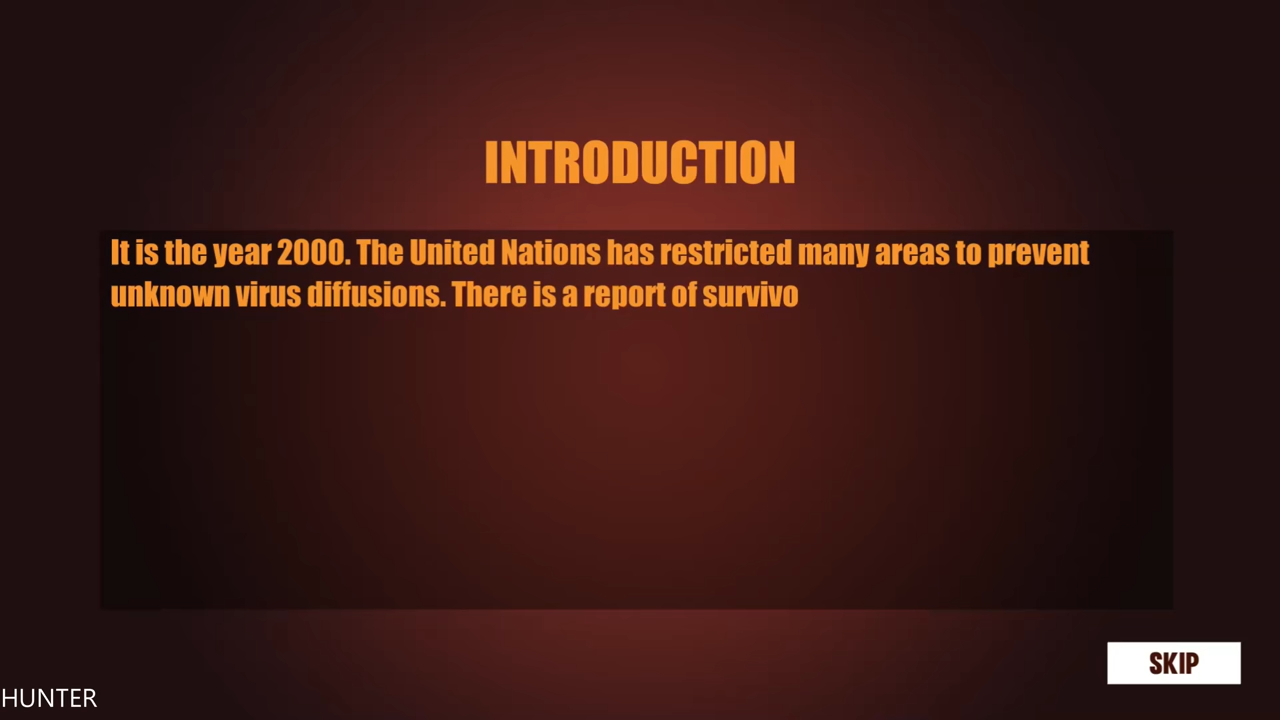 INTRODUCTION
It is the year 2000. The United Nations has restricted many areas to prevent
unknown virus diffusions. There is a report of survivo
SKIP
HUNTER